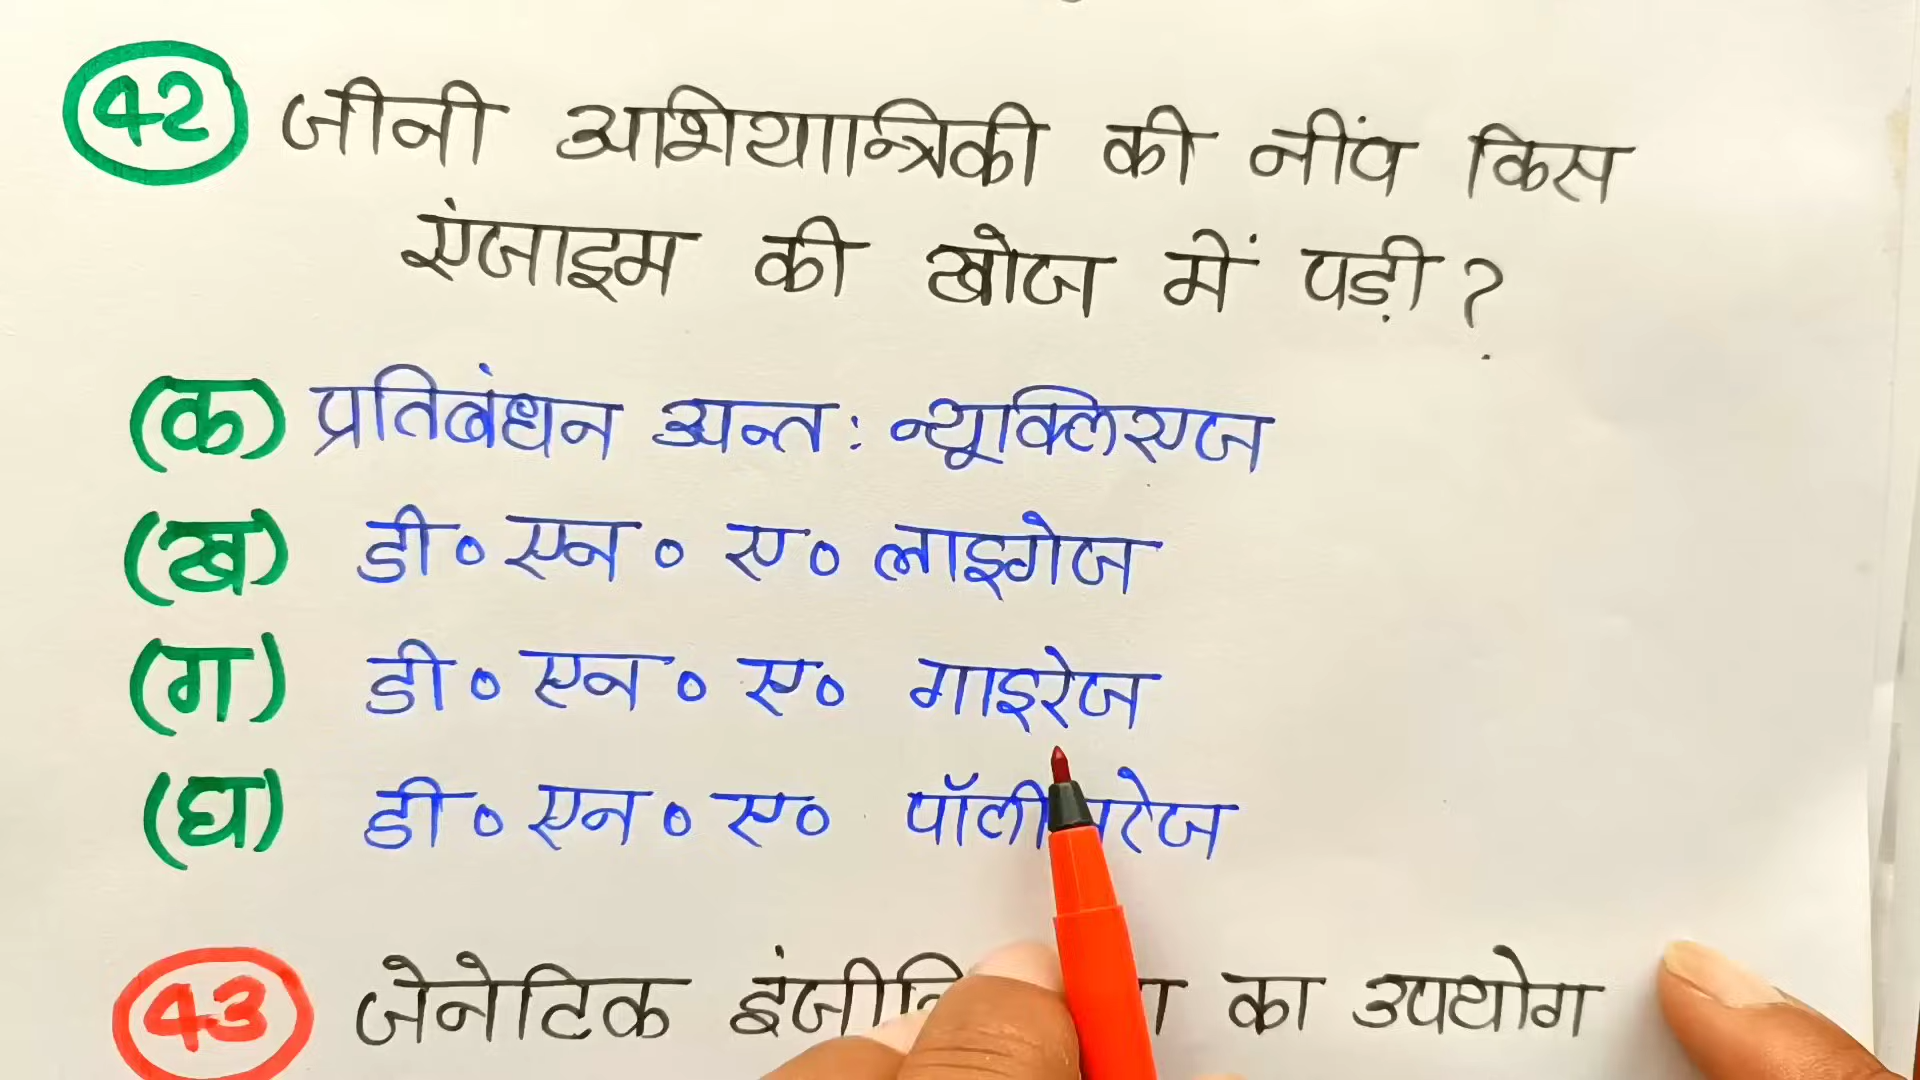 42 जीनी अभियान्त्रिकी की नींव किस
एंजाइम की खोज में पड़ी?
(क) प्रतिबंधन अन्त: न्यूक्लिएज
(ख) डी० एन० ए० लाइगेज
(ग) डी० एन० ए० गाइरेज
(घ) डी० एन० ए०
43 जेनेटिक का उपयोग